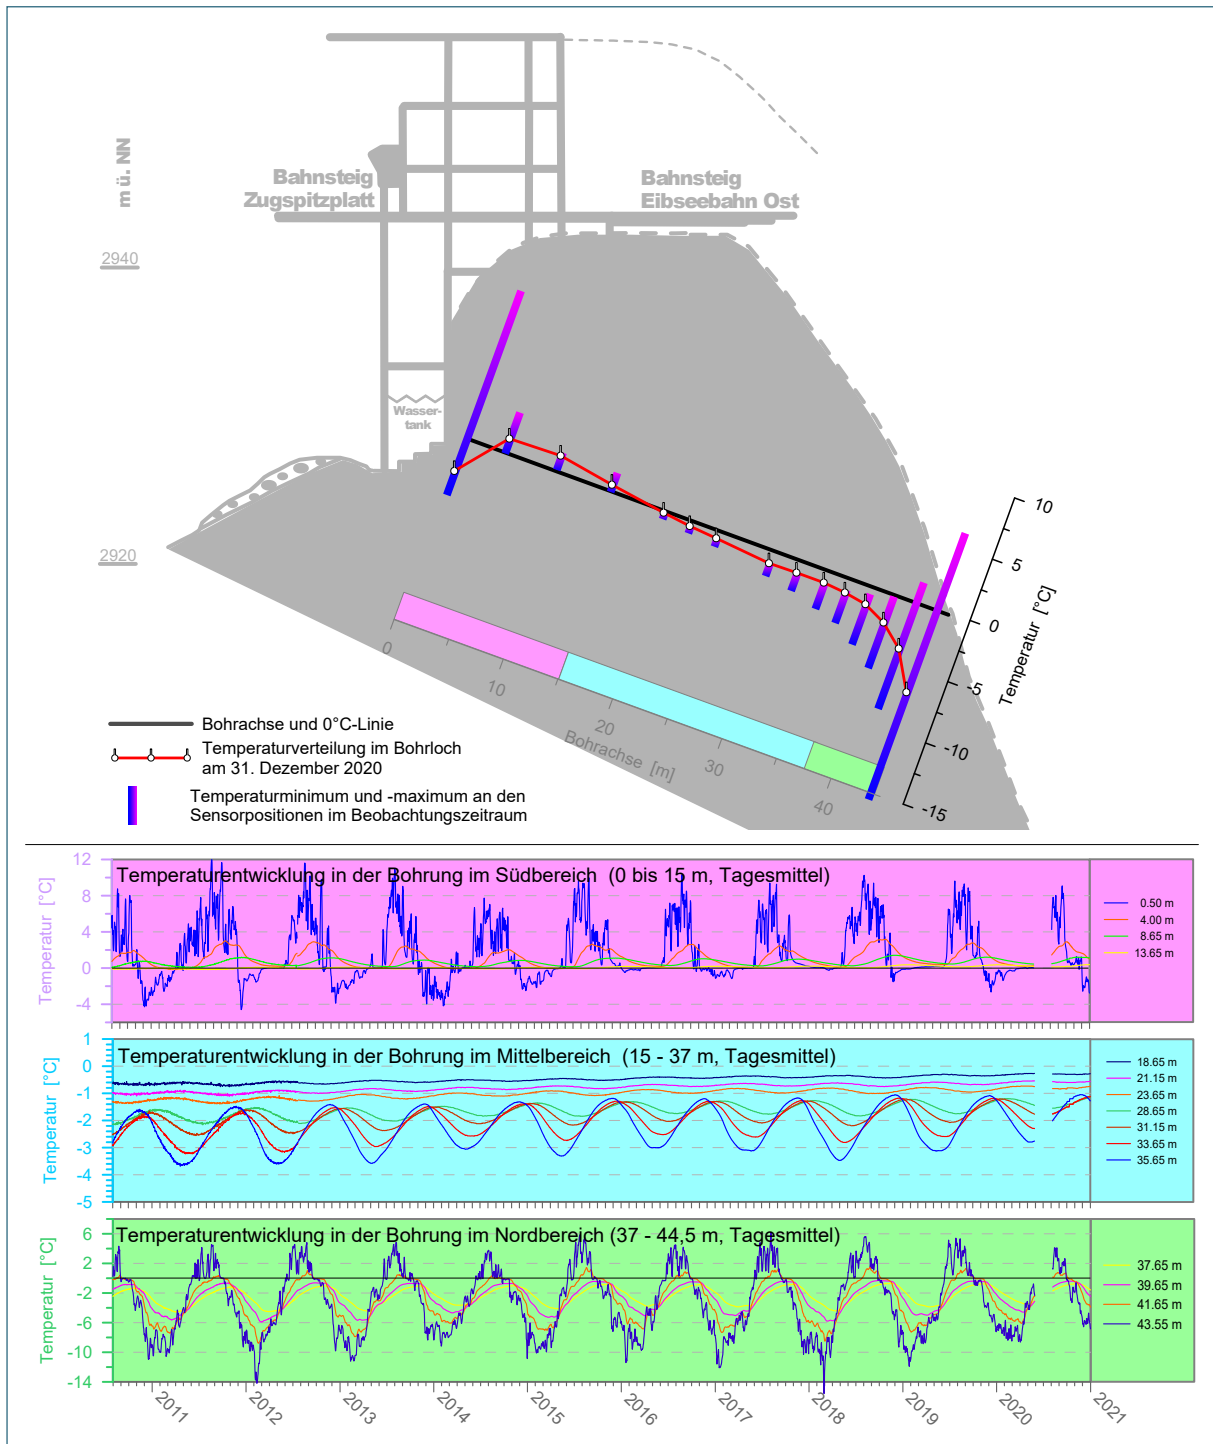 m ü. NN
Bahnsteig
Zugspitzplatt
Bahnsteig
Eibseebahn Ost
2940
Wasser-
tank
2920
10
5
0
-5
-10
-15
Temperatur [°C]
0
10
20
30
40
Bohrachse [m]
Bohrachse und 0°C-Linie
Temperaturverteilung im Bohrloch
am 31. Dezember 2020
Temperaturminimum und -maximum an den
Sensorpositionen im Beobachtungszeitraum
Temperaturentwicklung in der Bohrung im Südbereich (0 bis 15 m, Tagesmittel)
Temperatur [°C]
12
8
4
0
-4
0.50 m
4.00 m
8.65 m
13.65 m
Temperaturentwicklung in der Bohrung im Mittelbereich (15 - 37 m, Tagesmittel)
Temperatur [°C]
1
0
-1
-2
-3
-4
-5
18.65 m
21.15 m
23.65 m
28.65 m
31.15 m
33.65 m
35.65 m
Temperaturentwicklung in der Bohrung im Nordbereich (37 - 44,5 m, Tagesmittel)
Temperatur [°C]
6
2
-2
-6
-10
-14
37.65 m
39.65 m
41.65 m
43.55 m
2011
2012
2013
2014
2015
2016
2017
2018
2019
2020
2021